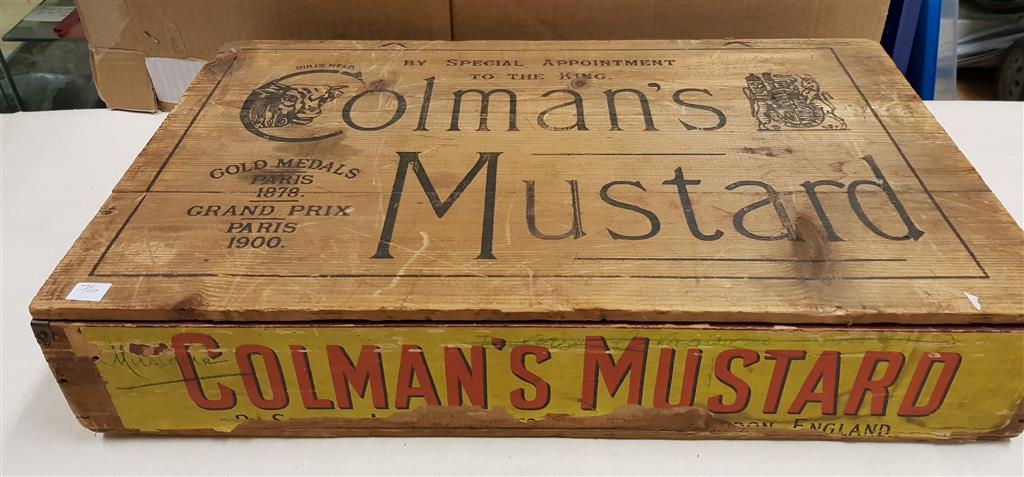 BY SPECIAL APPOINTMENT
TO THE KING.
BULL'S HEAD
Colman's
Mustard
GOLD MEDALS
PARIS
1878.
GRAND PRIX
PARIS
1900.
COLMAN'S MUSTARD
ENGLAND.